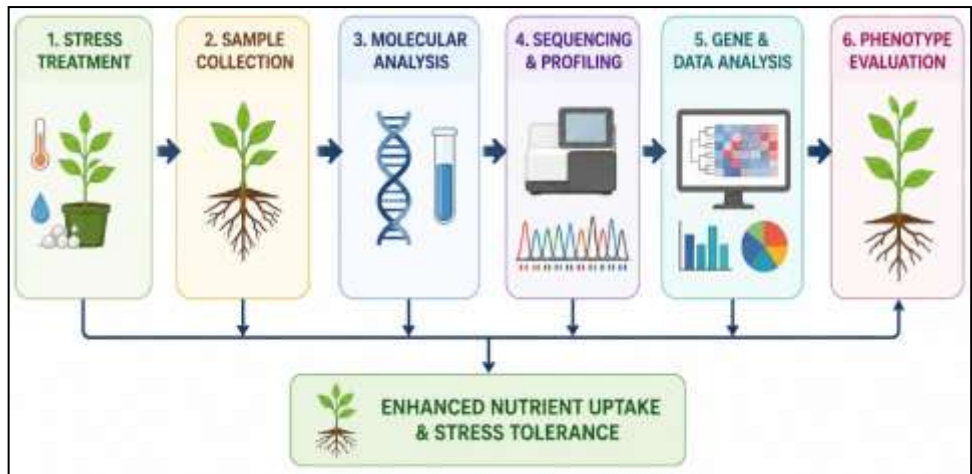 1. STRESS
TREATMENT
2. SAMPLE
COLLECTION
3. MOLECULAR
ANALYSIS
4. SEQUENCING
& PROFILING
5. GENE &
DATA ANALYSIS
6. PHENOTYPE
EVALUATION
ENHANCED NUTRIENT UPTAKE
& STRESS TOLERANCE